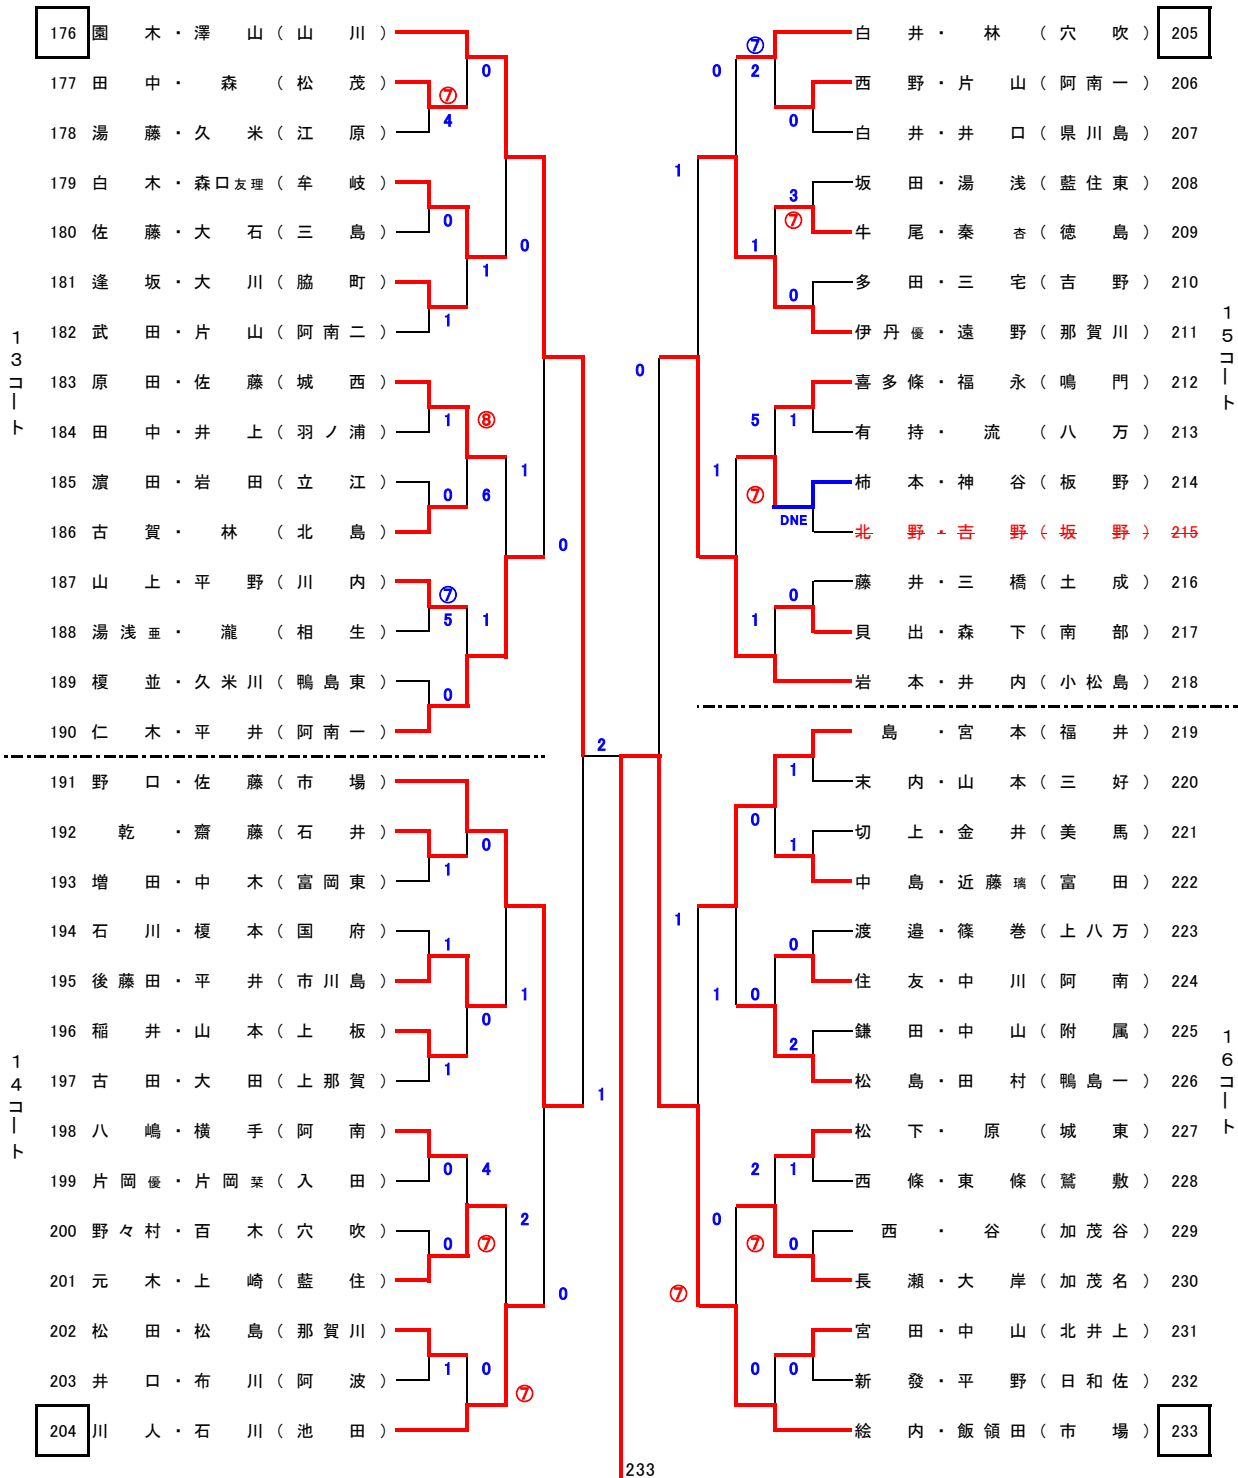 176 園木・澤山（山川）
177 田中・森（松茂）
178 湯藤・久米（江原）
179 白木・森口友理（牟岐）
180 佐藤・大石（三島）
181 逢坂・大川（脇町）
182 武田・片山（阿南二）
183 原田・佐藤（城西）
184 田中・井上（羽ノ浦）
185 濵田・岩田（立江）
186 古賀・林（北島）
187 山上・平野（川内）
188 湯浅亜・瀧（相生）
189 榎並・久米川（鴨島東）
190 仁木・平井（阿南一）
191 野口・佐藤（市場）
192 乾・齋藤（石井）
193 増田・中木（富岡東）
194 石川・榎本（国府）
195 後藤田・平井（市川島）
196 稲井・山本（上板）
197 古田・大田（上那賀）
198 八嶋・横手（阿南）
199 片岡優・片岡栞（入田）
200 野々村・百木（穴吹）
201 元木・上崎（藍住）
202 松田・松島（那賀川）
203 井口・布川（阿波）
204 川人・石川（池田）
13コート
14コート
0
⑦
4
0
0
1
1
1
⑧
0
6
1
⑦
5
1
0
0
2
0
1
1
0
1
1
0
4
0
⑦
2
0
1
0
⑦
1
白井・林（穴吹） 205
西野・片山（阿南一） 206
白井・井口（県川島） 207
坂田・湯浅（藍住東） 208
牛尾・秦杏（徳島） 209
多田・三宅（吉野） 210
伊丹優・遠野（那賀川） 211
喜多條・福永（鳴門） 212
有持・流（八万） 213
柿本・神谷（板野） 214
北野・吉野（坂野） 215
藤井・三橋（土成） 216
貝出・森下（南部） 217
岩本・井内（小松島） 218
島・宮本（福井） 219
末内・山本（三好） 220
切上・金井（美馬） 221
中島・近藤璃（富田） 222
渡邉・篠巻（上八万） 223
住友・中川（阿南） 224
鎌田・中山（附属） 225
松島・田村（鴨島一） 226
松下・原（城東） 227
西條・東條（鷲敷） 228
西・谷（加茂谷） 229
長瀬・大岸（加茂名） 230
宮田・中山（北井上） 231
新發・平野（日和佐） 232
絵内・飯領田（市場） 233
15コート
16コート
⑦
0
2
0
1
3
⑦
1
0
0
5
1
1
⑦
DNE
0
1
1
0
1
1
0
1
0
2
2
1
0
⑦
0
⑦
0
0
233